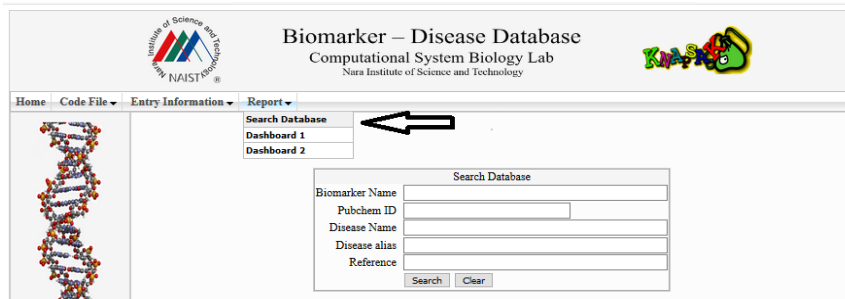 Institute of Science and Technology
NAIST ®
Biomarker – Disease Database
Computational System Biology Lab
Nara Institute of Science and Technology
KNApSAcK
Home Code File Entry Information Report
Search Database
Dashboard 1
Dashboard 2
Search Database
Biomarker Name
Pubchem ID
Disease Name
Disease alias
Reference
Search Clear